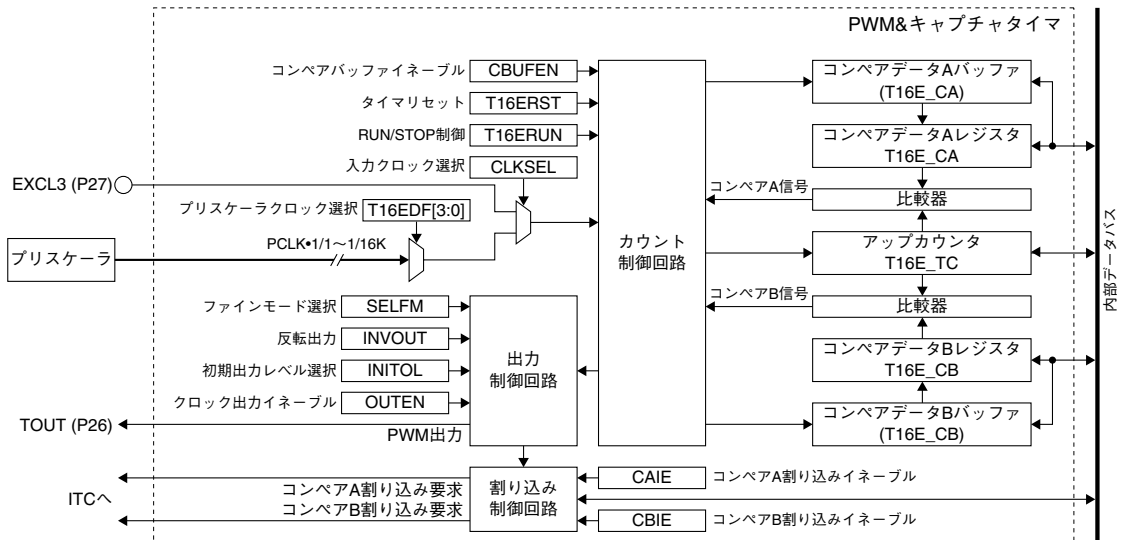 PWM&キャプチャタイマ
コンペアバッファイネーブル CBUFEN
タイマリセット T16ERST
RUN/STOP制御 T16ERUN
入力クロック選択 CLKSEL
EXCL3 (P27)
プリスケーラクロック選択 T16EDF[3:0]
プリスケーラ
PCLK•1/1〜1/16K
カウント
制御回路
コンペアデータAバッファ
(T16E_CA)
コンペアデータAレジスタ
T16E_CA
コンペアA信号
比較器
アップカウンタ
T16E_TC
コンペアB信号
比較器
コンペアデータBレジスタ
T16E_CB
コンペアデータBバッファ
(T16E_CB)
内部データバス
ファインモード選択 SELFM
反転出力 INVOUT
初期出力レベル選択 INITOL
クロック出力イネーブル OUTEN
出力
制御回路
TOUT (P26)
PWM出力
ITCへ
コンペアA割り込み要求
コンペアB割り込み要求
割り込み
制御回路
CAIE コンペアA割り込みイネーブル
CBIE コンペアB割り込みイネーブル